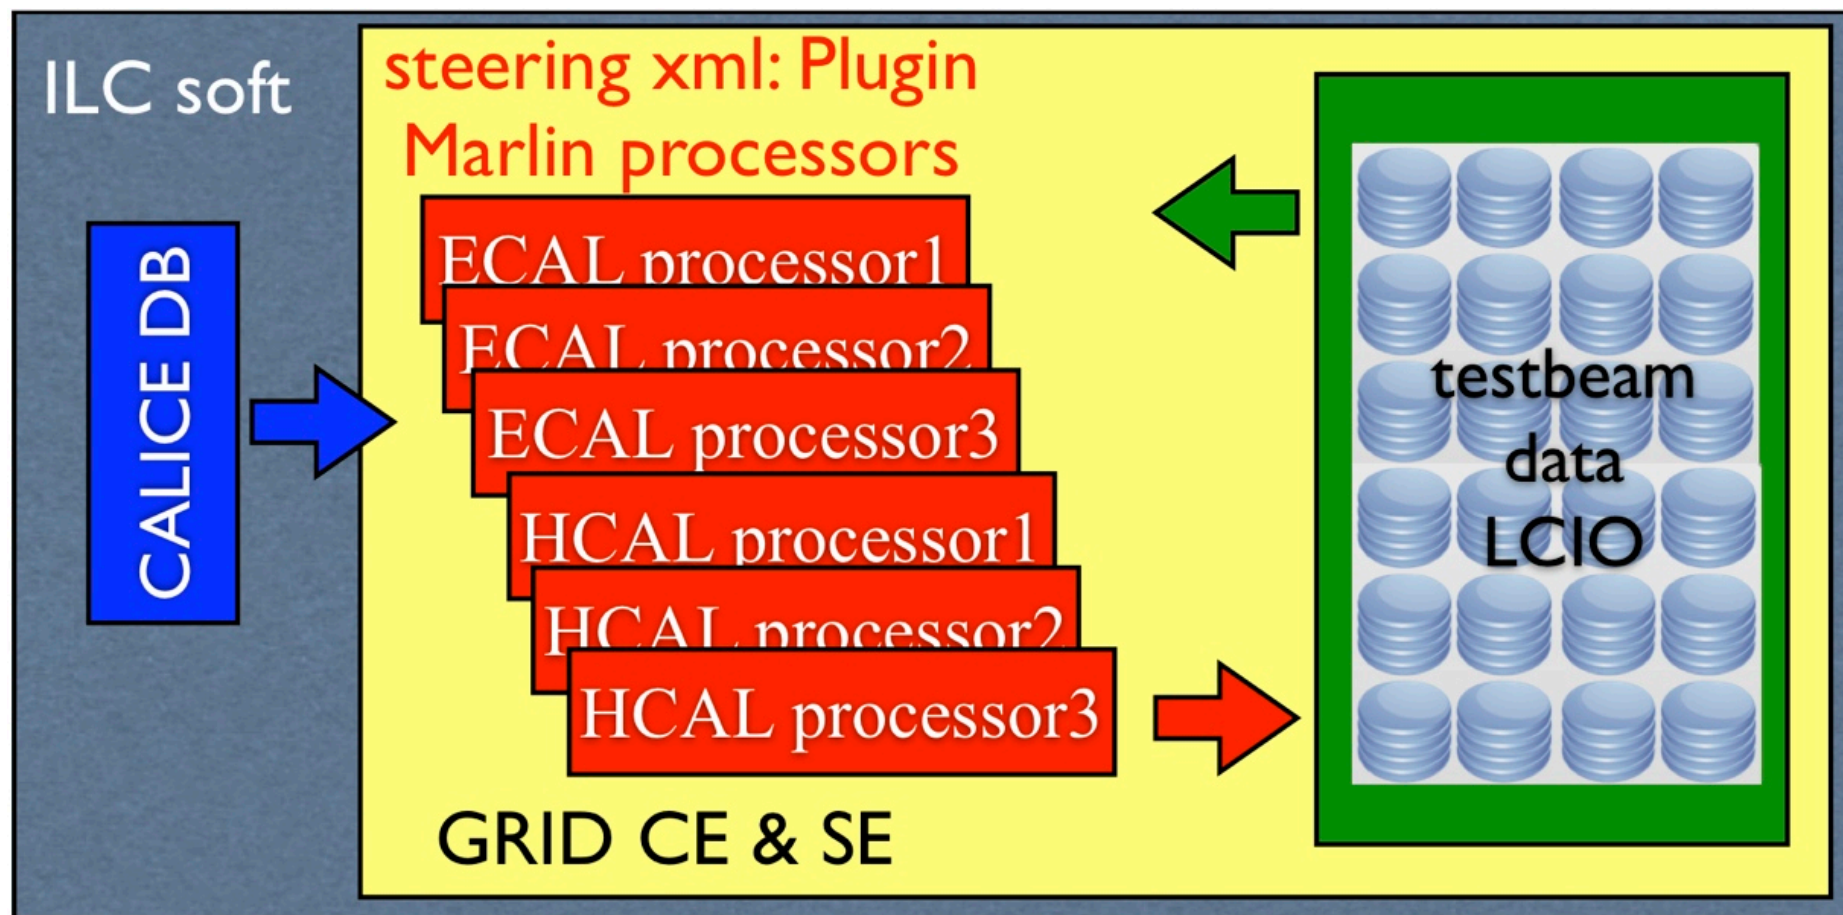 ILC soft
steering xml: Plugin
Marlin processors
CALICE DB
ECAL processor1
ECAL processor2
ECAL processor3
HCAL processor1
HCAL processor2
HCAL processor3
GRID CE & SE
testbeam
data
LCIO